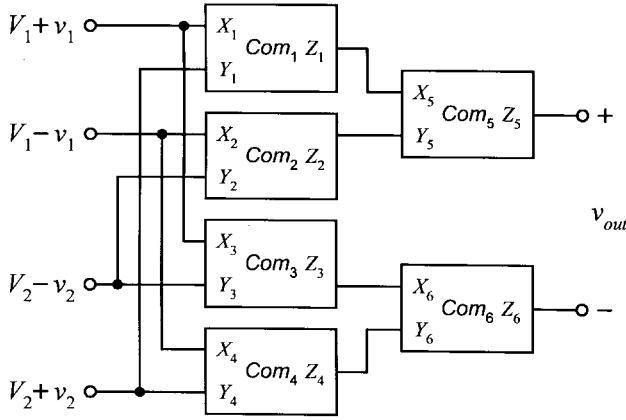 V₁+ v₁
X₁
Com₁ Z₁
Y₁
X₅
Com₅ Z₅
Y₅
+
V₁− v₁
X₂
Com₂ Z₂
Y₂
v_out
V₂− v₂
X₃
Com₃ Z₃
Y₃
X₆
Com₆ Z₆
Y₆
−
V₂+ v₂
X₄
Com₄ Z₄
Y₄